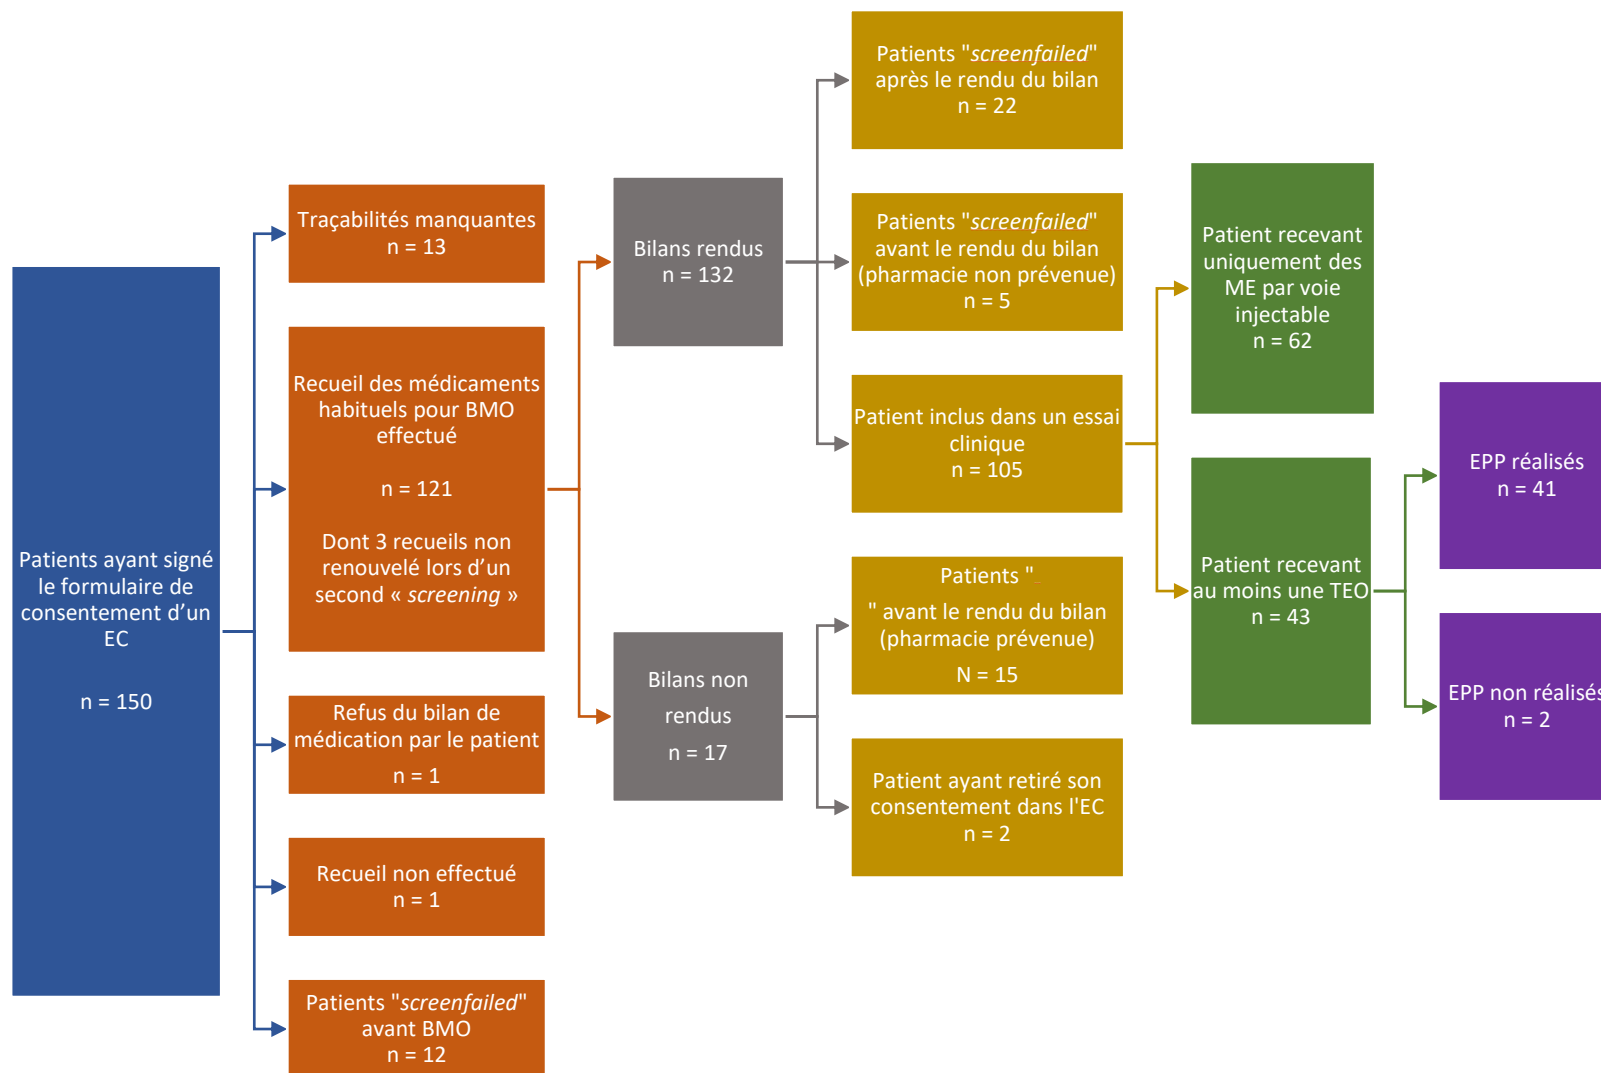 Patients ayant signé
le formulaire de
consentement d’un
EC
n = 150
Traçabilités manquantes
n = 13
Recueil des médicaments
habituels pour BMO
effectué
n = 121
Dont 3 recueils non
renouvelé lors d’un
second « screening »
Refus du bilan de
médication par le patient
n = 1
Recueil non effectué
n = 1
Patients "screenfailed"
avant BMO
n = 12
Bilans rendus
n = 132
Bilans non
rendus
n = 17
Patients "screenfailed"
après le rendu du bilan
n = 22
Patients "screenfailed"
avant le rendu du bilan
(pharmacie non prévenue)
n = 5
Patient inclus dans un essai
clinique
n = 105
Patients "
" avant le rendu du bilan
(pharmacie prévenue)
N = 15
Patient ayant retiré son
consentement dans l'EC
n = 2
Patient recevant
uniquement des
ME par voie
injectable
n = 62
Patient recevant
au moins une TEO
n = 43
EPP réalisés
n = 41
EPP non réalisés
n = 2